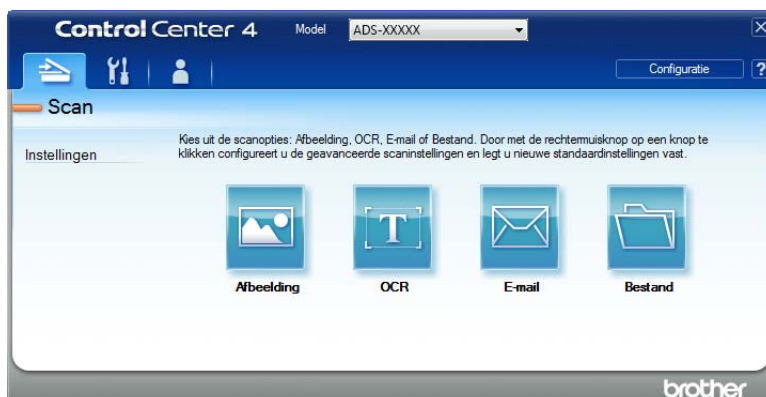 ControlCenter 4 Model ADS-XXXXX
Configuratie ?
Scan
Instellingen
Kies uit de scanopties: Afbeelding, OCR, E-mail of Bestand. Door met de rechtermuisknop op een knop te
klikken configureert u de geavanceerde scaninstellingen en legt u nieuwe standaardinstellingen vast.
T
Afbeelding OCR E-mail Bestand
brother